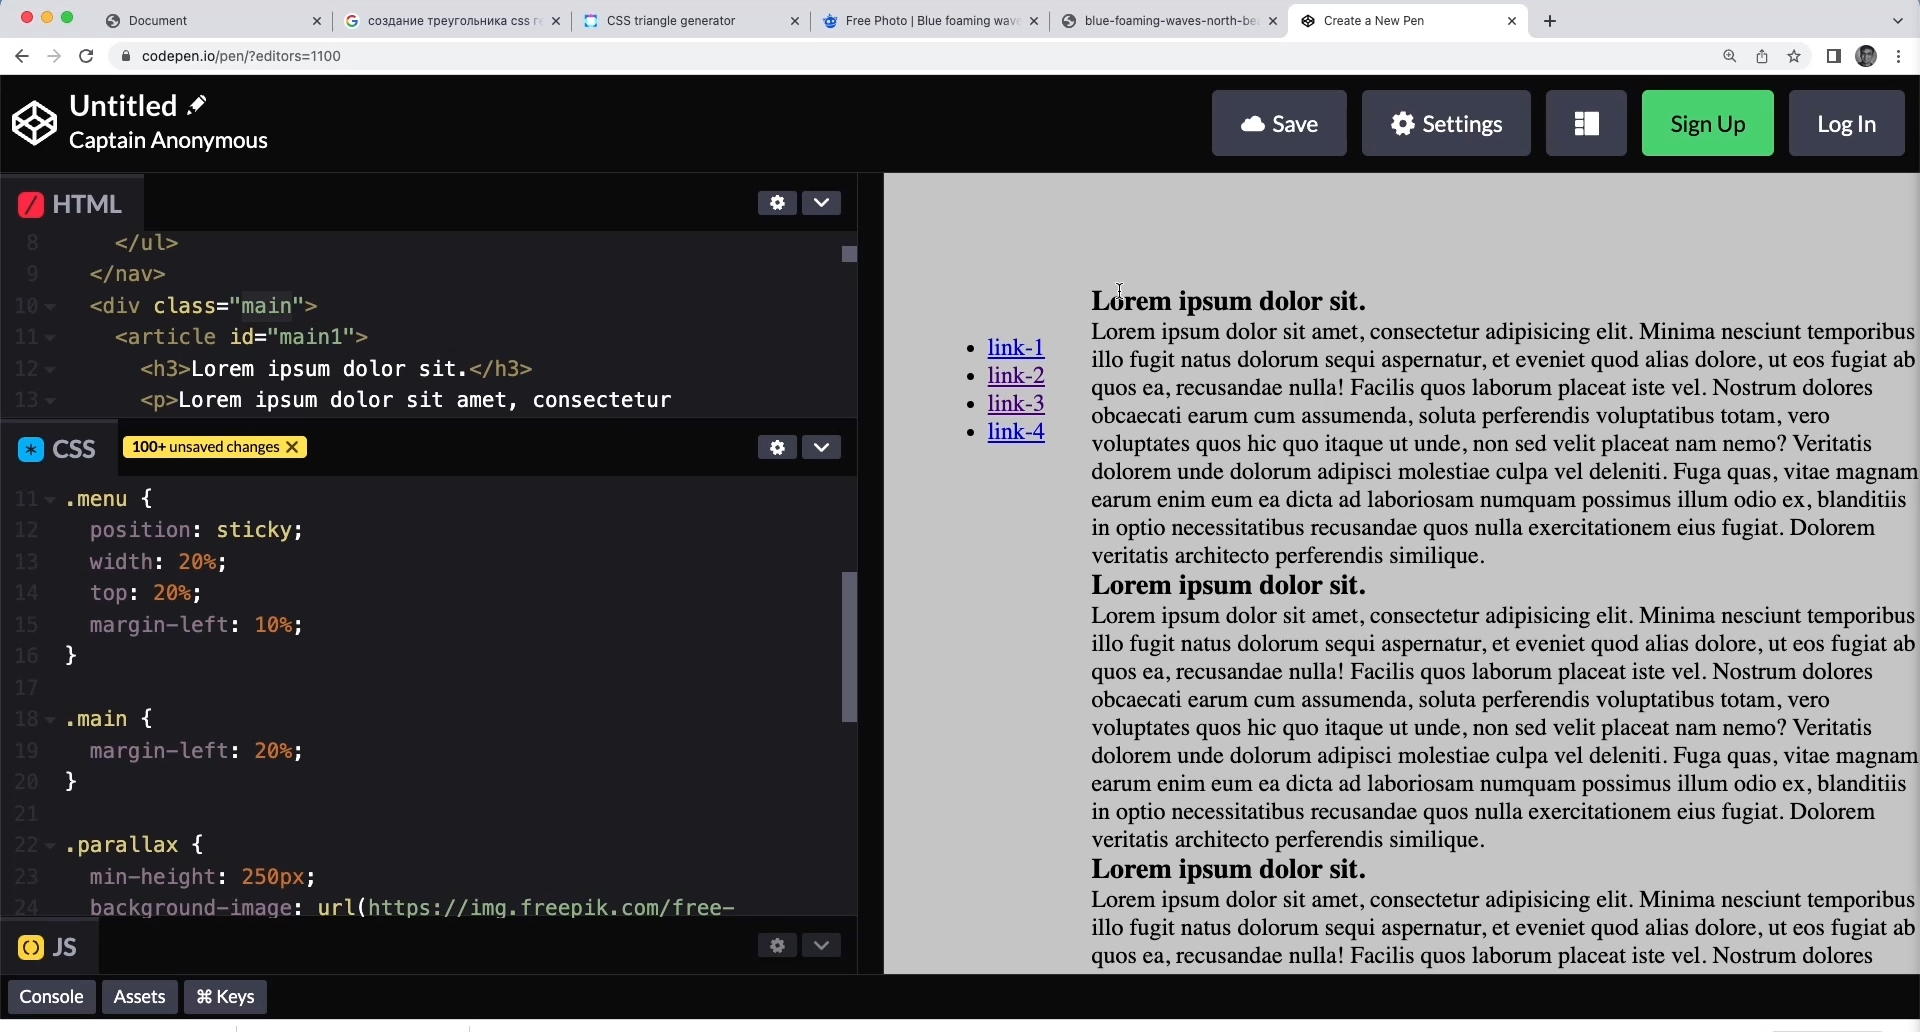 Document
создание треугольника css ге
CSS triangle generator
Free Photo | Blue foaming wave
blue-foaming-waves-north-be
Create a New Pen
codepen.io/pen/?editors=1100
Untitled
Captain Anonymous
Save
Settings
Sign Up
Log In
HTML
8 </ul>
9 </nav>
10 <div class="main">
11 <article id="main1">
12 <h3>Lorem ipsum dolor sit.</h3>
13 <p>Lorem ipsum dolor sit amet, consectetur
CSS
100+ unsaved changes
11 .menu {
12 position: sticky;
13 width: 20%;
14 top: 20%;
15 margin-left: 10%;
16 }
17
18 .main {
19 margin-left: 20%;
20 }
21
22 .parallax {
23 min-height: 250px;
24 background-image: url(https://img.freepik.com/free-
JS
Console
Assets
⌘ Keys
link-1
link-2
link-3
link-4
Lorem ipsum dolor sit.
Lorem ipsum dolor sit amet, consectetur adipisicing elit. Minima nesciunt temporibus
illo fugit natus dolorum sequi aspernatur, et eveniet quod alias dolore, ut eos fugiat ab
quos ea, recusandae nulla! Facilis quos laborum placeat iste vel. Nostrum dolores
obcaecati earum cum assumenda, soluta perferendis voluptatibus totam, vero
voluptates quos hic quo itaque ut unde, non sed velit placeat nam nemo? Veritatis
dolorem unde dolorum adipisci molestiae culpa vel deleniti. Fuga quas, vitae magnam
earum enim eum ea dicta ad laboriosam numquam possimus illum odio ex, blanditiis
in optio necessitatibus recusandae quos nulla exercitationem eius fugiat. Dolorem
veritatis architecto perferendis similique.
Lorem ipsum dolor sit.
Lorem ipsum dolor sit amet, consectetur adipisicing elit. Minima nesciunt temporibus
illo fugit natus dolorum sequi aspernatur, et eveniet quod alias dolore, ut eos fugiat ab
quos ea, recusandae nulla! Facilis quos laborum placeat iste vel. Nostrum dolores
obcaecati earum cum assumenda, soluta perferendis voluptatibus totam, vero
voluptates quos hic quo itaque ut unde, non sed velit placeat nam nemo? Veritatis
dolorem unde dolorum adipisci molestiae culpa vel deleniti. Fuga quas, vitae magnam
earum enim eum ea dicta ad laboriosam numquam possimus illum odio ex, blanditiis
in optio necessitatibus recusandae quos nulla exercitationem eius fugiat. Dolorem
veritatis architecto perferendis similique.
Lorem ipsum dolor sit.
Lorem ipsum dolor sit amet, consectetur adipisicing elit. Minima nesciunt temporibus
illo fugit natus dolorum sequi aspernatur, et eveniet quod alias dolore, ut eos fugiat ab
quos ea, recusandae nulla! Facilis quos laborum placeat iste vel. Nostrum dolores